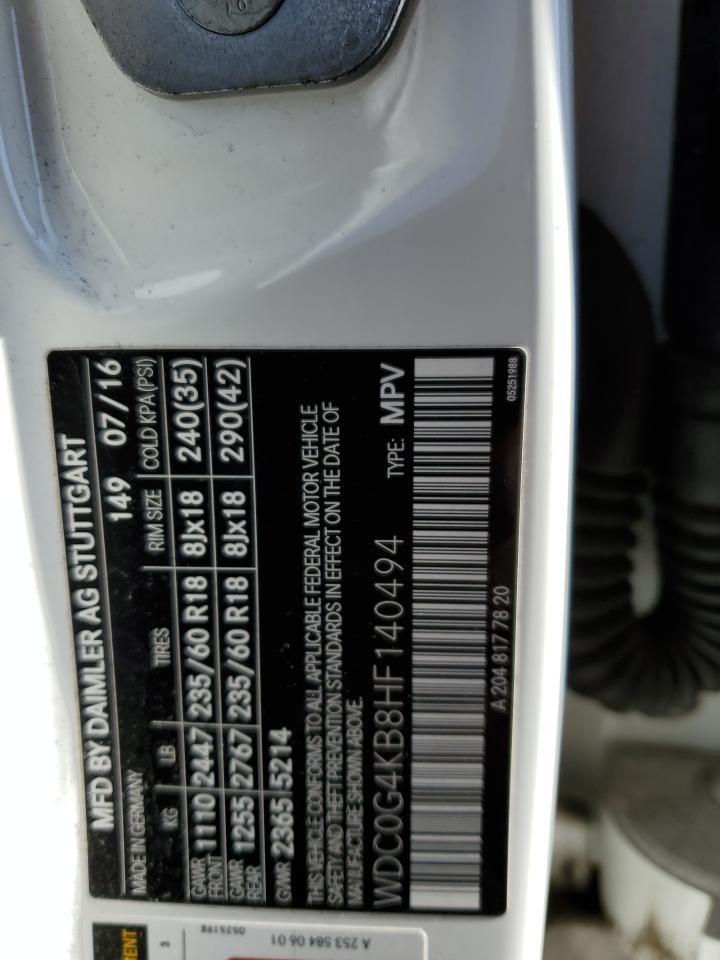 MFD BY DAIMLER AG STUTTGART
MADE IN GERMANY 149 07/16
KG LB TIRES RIM SIZE COLD KPA(PSI)
GAWR FRONT 1110 2447 235/60 R18 8Jx18 240(35)
GAWR REAR 1255 2767 235/60 R18 8Jx18 290(42)
GVWR 2365 5214
THIS VEHICLE CONFORMS TO ALL APPLICABLE FEDERAL MOTOR VEHICLE
SAFETY AND THEFT PREVENTION STANDARDS IN EFFECT ON THE DATE OF
MANUFACTURE SHOWN ABOVE.
WDC0G4KB8HF140494 TYPE: MPV
A 204 817 78 20 05251988
A 253 584 06 01 0525198
10